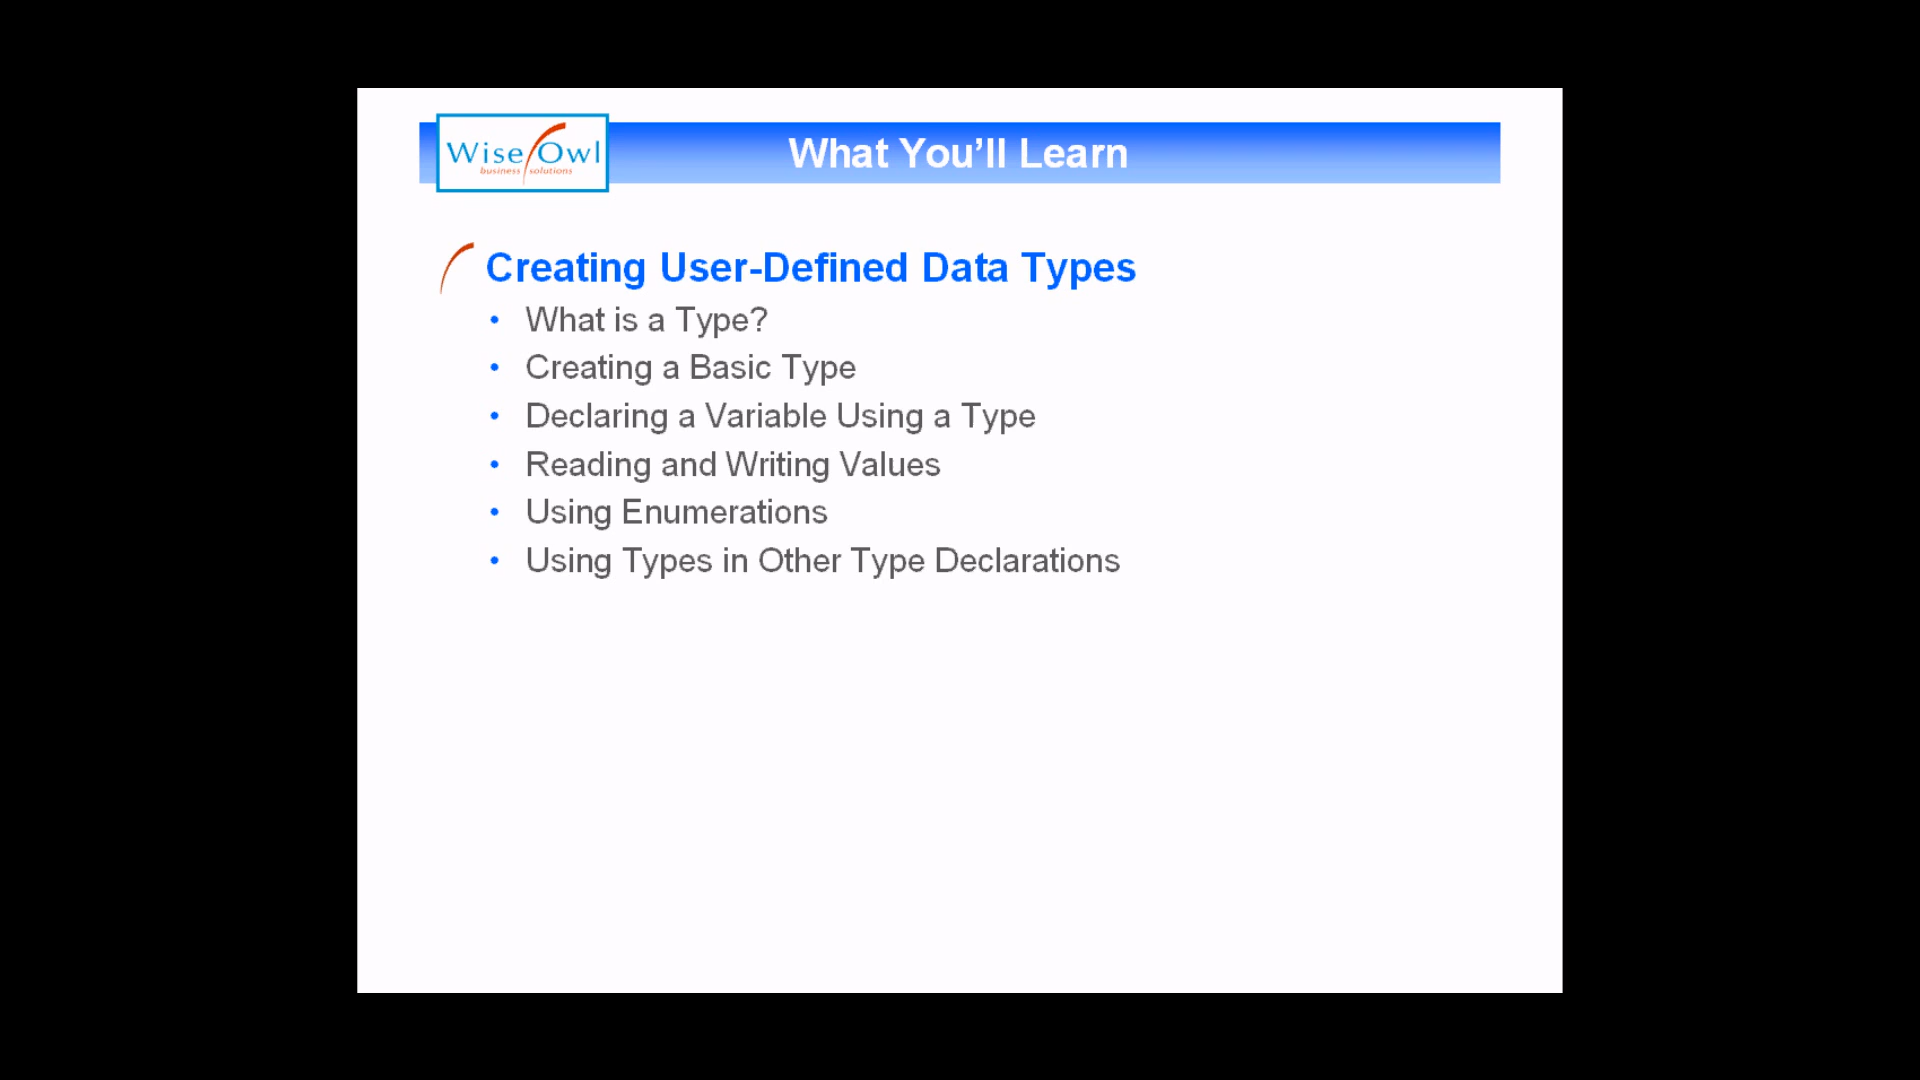 Wise Owl
business solutions
What You’ll Learn
Creating User-Defined Data Types
• What is a Type?
• Creating a Basic Type
• Declaring a Variable Using a Type
• Reading and Writing Values
• Using Enumerations
• Using Types in Other Type Declarations